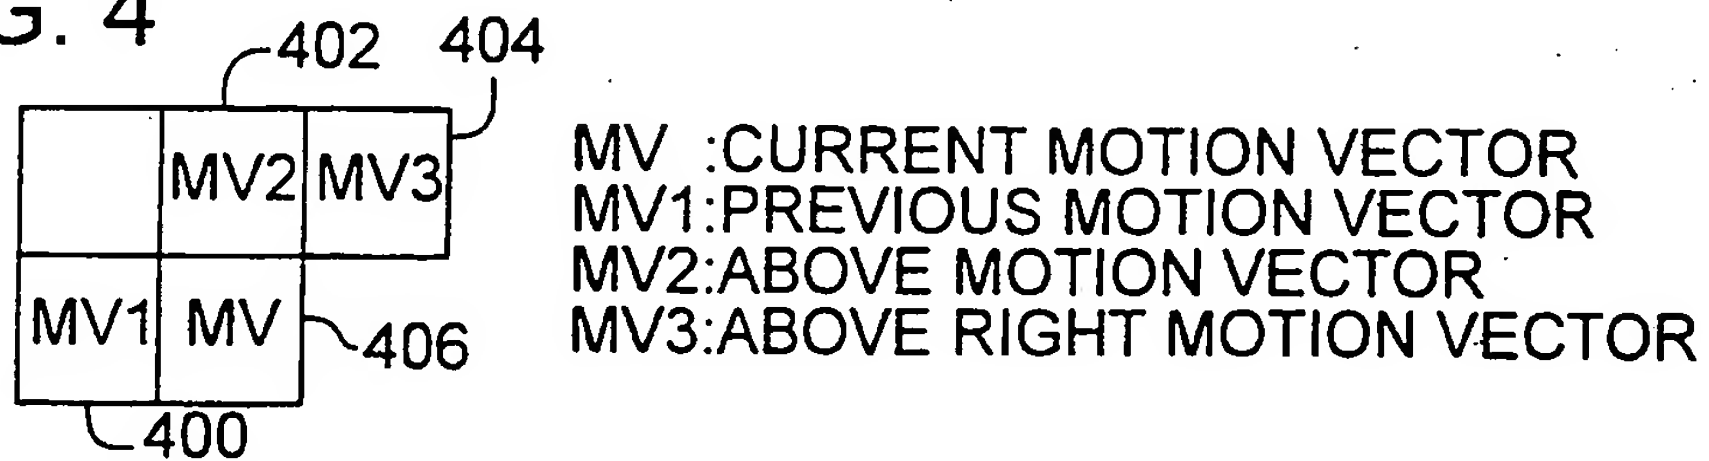 G. 4
402 404
MV2 MV3
MV1 MV
406
400
MV :CURRENT MOTION VECTOR
MV1:PREVIOUS MOTION VECTOR
MV2:ABOVE MOTION VECTOR
MV3:ABOVE RIGHT MOTION VECTOR